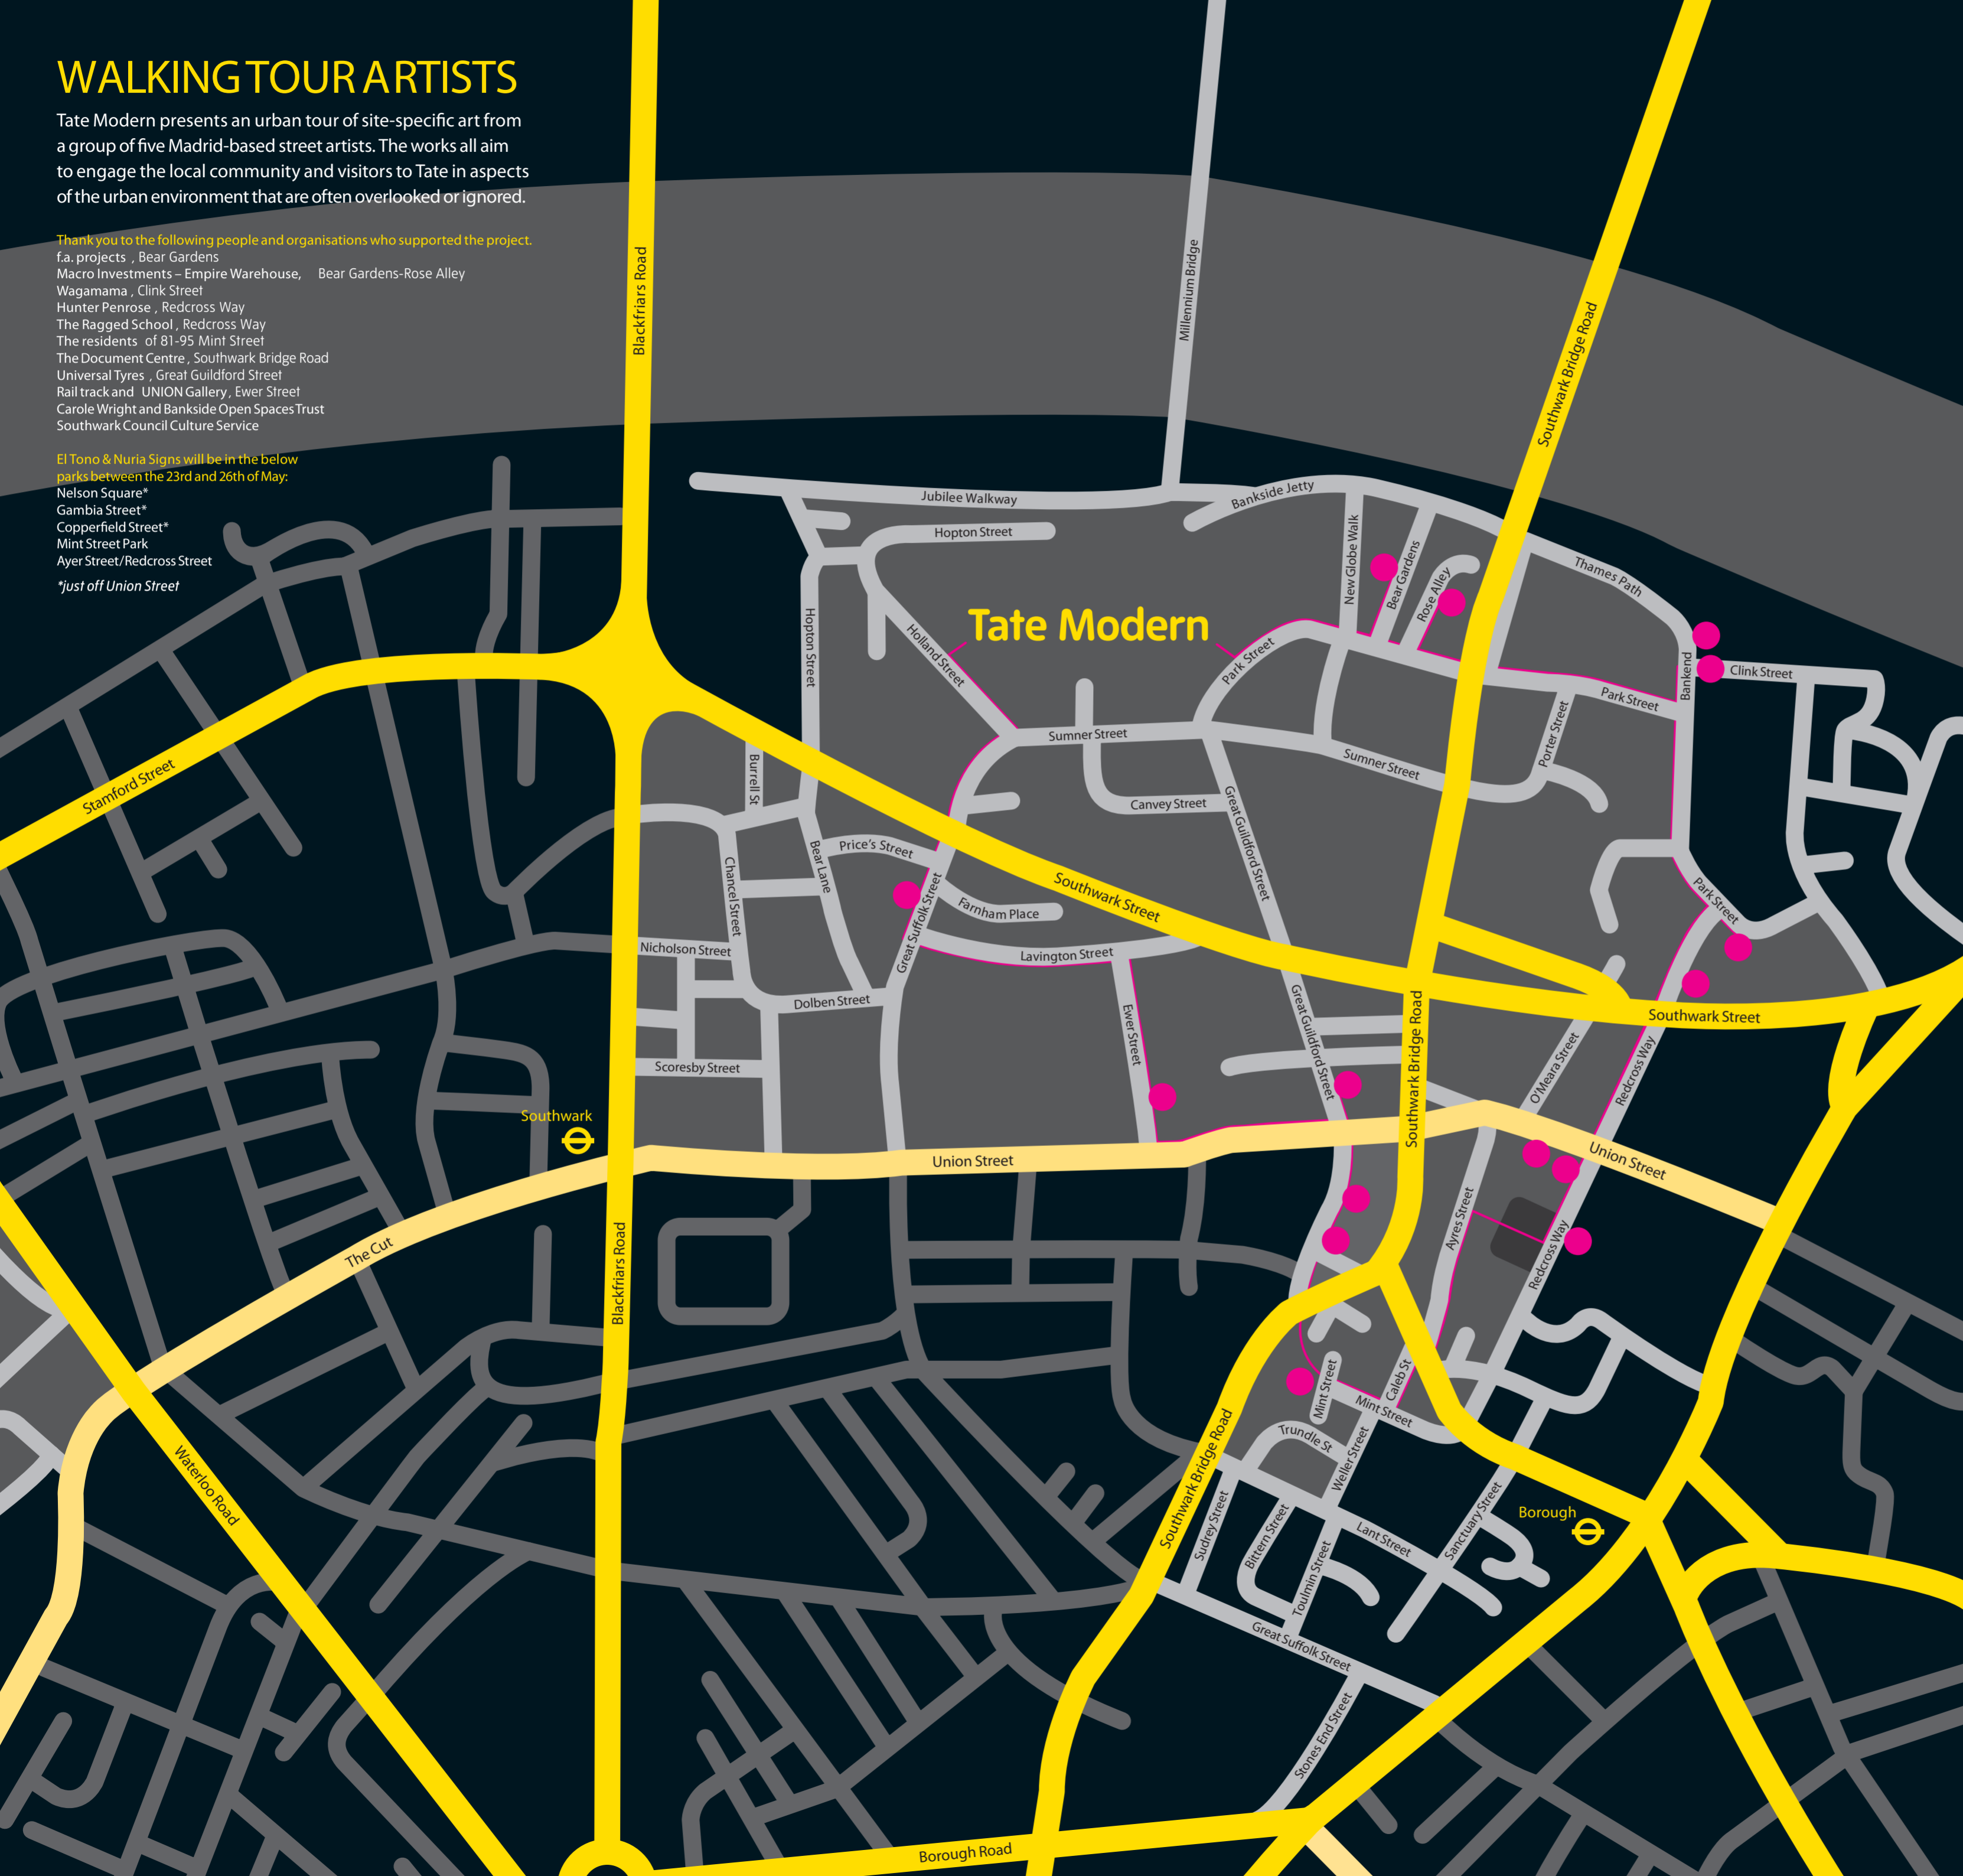 WALKING TOUR ARTISTS
Tate Modern presents an urban tour of site-specific art from
a group of five Madrid-based street artists. The works all aim
to engage the local community and visitors to Tate in aspects
of the urban environment that are often overlooked or ignored.
Thank you to the following people and organisations who supported the project.
f.a. projects , Bear Gardens
Macro Investments – Empire Warehouse, Bear Gardens-Rose Alley
Wagamama , Clink Street
Hunter Penrose , Redcross Way
The Ragged School , Redcross Way
The residents of 81-95 Mint Street
The Document Centre , Southwark Bridge Road
Universal Tyres , Great Guildford Street
Rail track and UNION Gallery , Ewer Street
Carole Wright and Bankside Open Spaces Trust
Southwark Council Culture Service
El Tono & Nuria Signs will be in the below
parks between the 23rd and 26th of May:
Nelson Square*
Gambia Street*
Copperfield Street*
Mint Street Park
Ayer Street/Redcross Street
*just off Union Street
Blackfriars Road
Millennium Bridge
Southwark Bridge Road
Jubilee Walkway
Bankside Jetty
Hopton Street
New Globe Walk
Bear Gardens
Rose Alley
Thames Path
Hopton Street
Holland Street
Tate Modern
Park Street
Bankend
Clink Street
Park Street
Porter Street
Sumner Street
Sumner Street
Stamford Street
Burrell St
Canvey Street
Great Guildford Street
Price's Street
Bear Lane
Chancel Street
Great Suffolk Street
Farnham Place
Southwark Street
Park Street
Nicholson Street
Lavington Street
Dolben Street
Ewer Street
Great Guildford Street
Southwark Bridge Road
Southwark Street
O'Meara Street
Redcross Way
Scoresby Street
Southwark
Union Street
Union Street
The Cut
Blackfriars Road
Ayres Street
Redcross Way
Mint Street
Caleb St
Mint Street
Trundle St
Weller Street
Waterloo Road
Southwark Bridge Road
Sudrey Street
Bittern Street
Lant Street
Sanctuary Street
Borough
Toulmin Street
Great Suffolk Street
Stones End Street
Borough Road